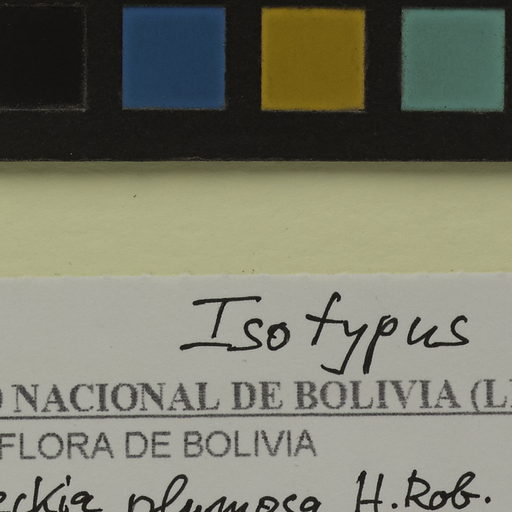 Isotypus
NACIONAL DE BOLIVIA
FLORA DE BOLIVIA
plumosa H.Rob.